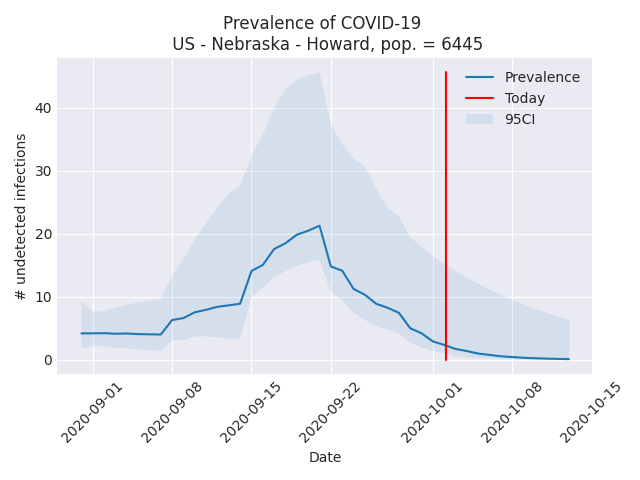 Prevalence of COVID-19
US - Nebraska - Howard, pop. = 6445
Prevalence
Today
95CI
# undetected infections
40
30
20
10
0
2020-09-01
2020-09-08
2020-09-15
2020-09-22
2020-10-01
2020-10-08
2020-10-15
Date